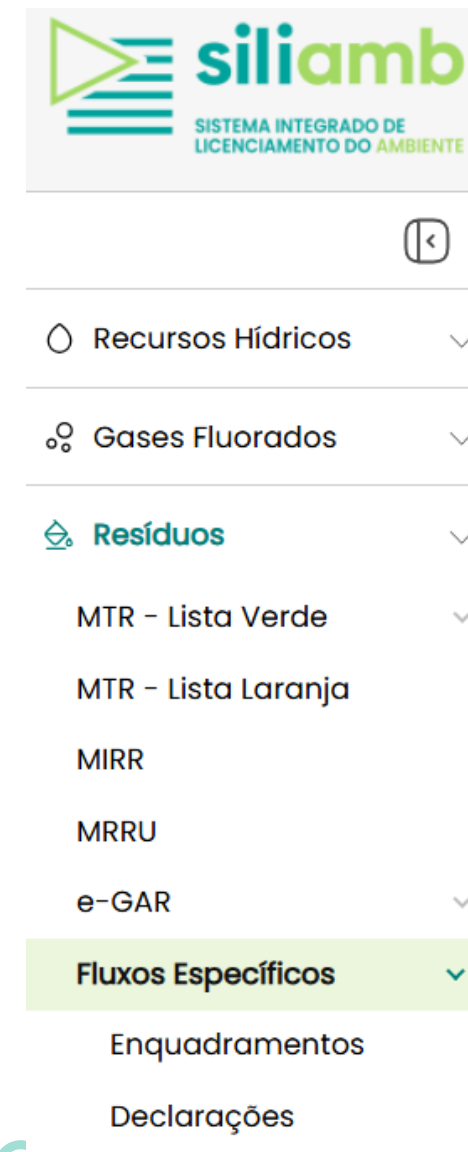 siliamb
SISTEMA INTEGRADO DE
LICENCIAMENTO DO AMBIENTE
Recursos Hídricos
Gases Fluorados
Resíduos
MTR - Lista Verde
MTR - Lista Laranja
MIRR
MRRU
e-GAR
Fluxos Específicos
Enquadramentos
Declarações